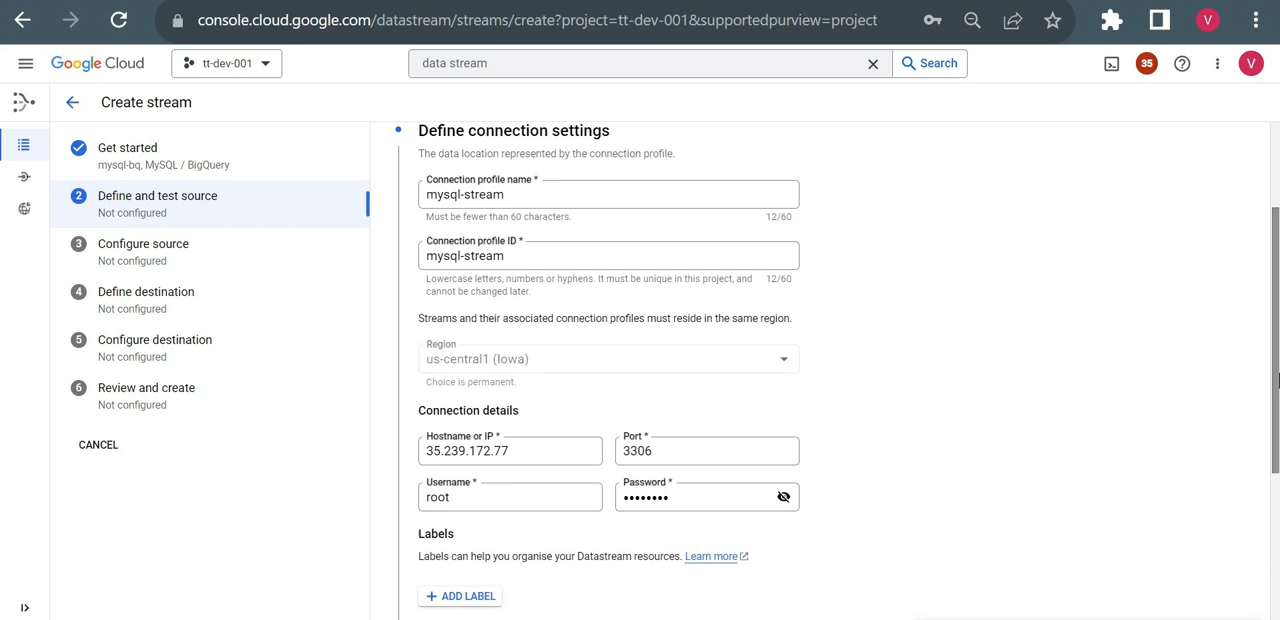 console.cloud.google.com/datastream/streams/create?project=tt-dev-001&supportedpurview=project
V
Google Cloud
tt-dev-001
data stream
Search
35
V
Create stream
Get started
mysql-bq, MySQL / BigQuery
2
Define and test source
Not configured
3
Configure source
Not configured
4
Define destination
Not configured
5
Configure destination
Not configured
6
Review and create
Not configured
CANCEL
Define connection settings
The data location represented by the connection profile.
Connection profile name *
mysql-stream
Must be fewer than 60 characters.
12/60
Connection profile ID *
mysql-stream
Lowercase letters, numbers or hyphens. It must be unique in this project, and
12/60
cannot be changed later.
Streams and their associated connection profiles must reside in the same region.
Region
us-central1 (Iowa)
Choice is permanent.
Connection details
Hostname or IP *
35.239.172.77
Port *
3306
Username *
root
Password *
••••••••
Labels
Labels can help you organise your Datastream resources. Learn more
+ ADD LABEL